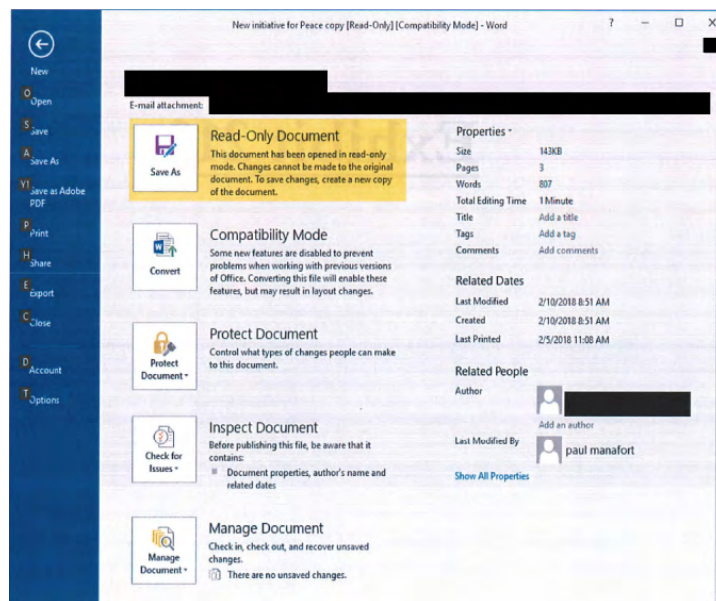 New initiative for Peace copy [Read-Only] [Compatibility Mode] - Word
?
New
O
Open
S
Save
A
Save As
Y1
Save as Adobe
PDF
P
Print
H
Share
E
Export
C
Close
D
Account
T
Options
E-mail attachment:
Save As
Read-Only Document
This document has been opened in read-only
mode. Changes cannot be made to the original
document. To save changes, create a new copy
of the document.
Convert
Compatibility Mode
Some new features are disabled to prevent
problems when working with previous versions
of Office. Converting this file will enable these
features, but may result in layout changes.
Protect
Document
Protect Document
Control what types of changes people can make
to this document.
Check for
Issues
Inspect Document
Before publishing this file, be aware that it
contains:
Document properties, author's name and
related dates
Manage
Document
Manage Document
Check in, check out, and recover unsaved
changes.
There are no unsaved changes.
Properties
Size 143KB
Pages 3
Words 807
Total Editing Time 1 Minute
Title Add a title
Tags Add a tag
Comments Add comments
Related Dates
Last Modified 2/10/2018 8:51 AM
Created 2/10/2018 8:51 AM
Last Printed 2/5/2018 11:08 AM
Related People
Author
Add an author
Last Modified By paul manafort
Show All Properties